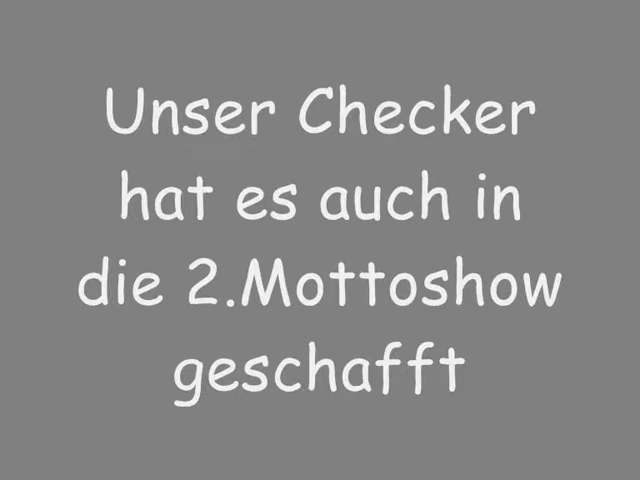 Unser Checker
hat es auch in
die 2.Mottoshow
geschafft